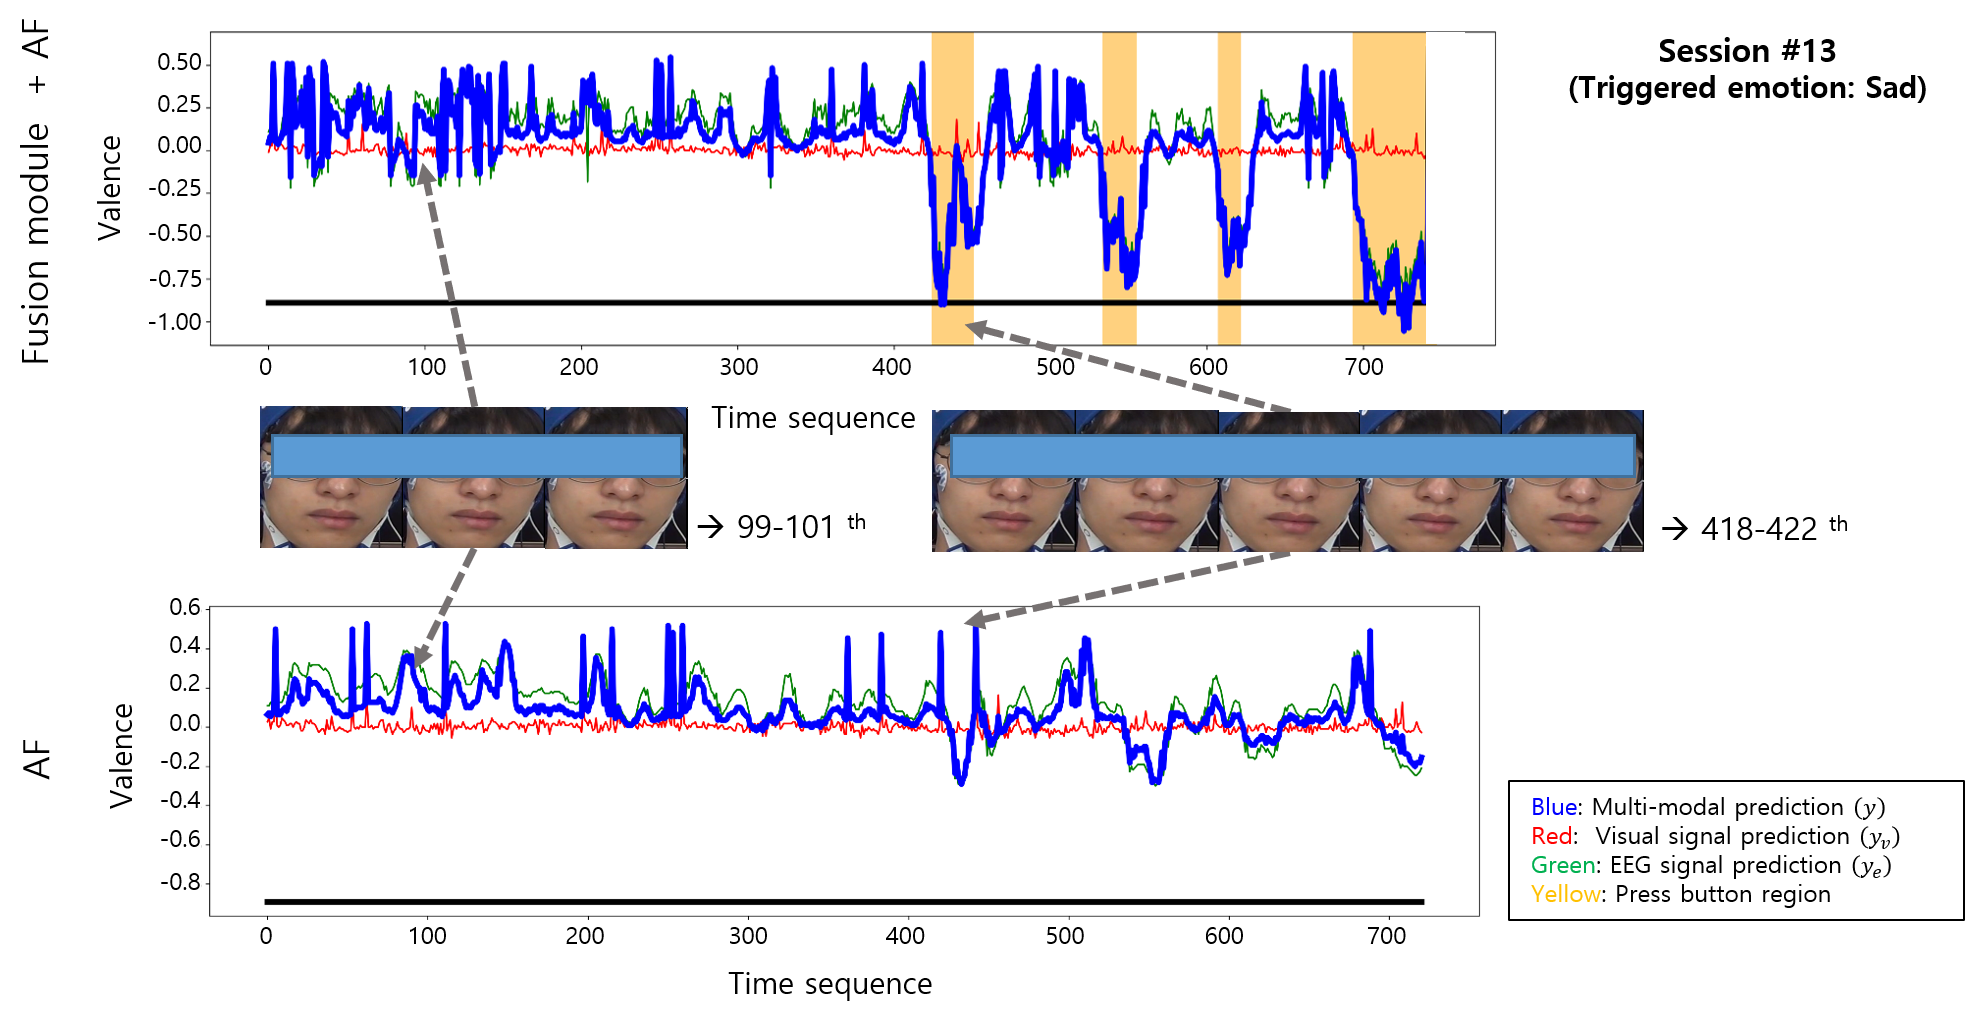 Session #13
(Triggered emotion: Sad)
Fusion module + AF
Valence
0.50
0.25
0.00
-0.25
-0.50
-0.75
-1.00
0 100 200 300 400 500 600 700
Time sequence
→ 99-101 th
→ 418-422 th
AF
Valence
0.6
0.4
0.2
0.0
-0.2
-0.4
-0.6
-0.8
0 100 200 300 400 500 600 700
Time sequence
Blue: Multi-modal prediction (y)
Red: Visual signal prediction (yᵥ)
Green: EEG signal prediction (yₑ)
Yellow: Press button region